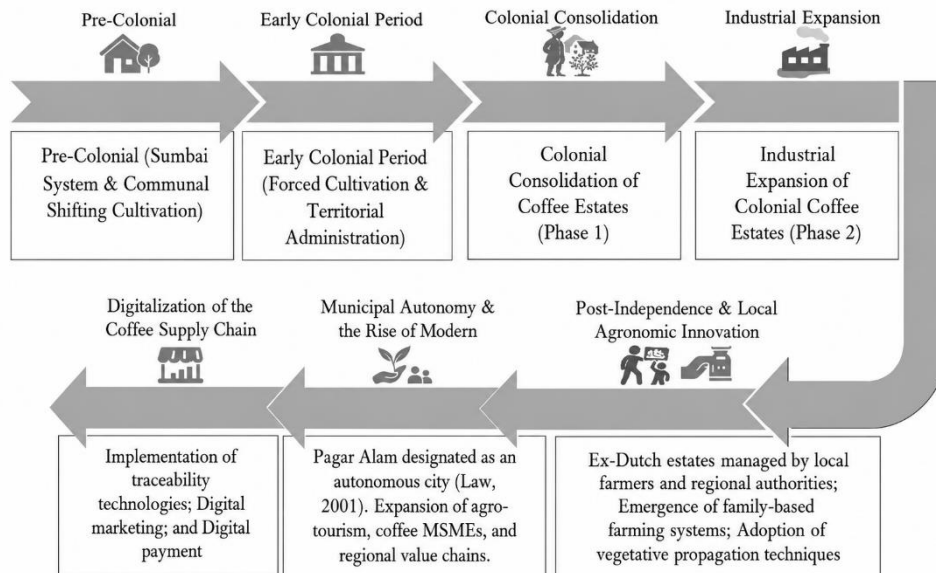 Pre-Colonial
Early Colonial Period
Colonial Consolidation
Industrial Expansion
Pre-Colonial (Sumbai
System & Communal
Shifting Cultivation)
Early Colonial Period
(Forced Cultivation &
Territorial
Administration)
Colonial
Consolidation of
Coffee Estates
(Phase 1)
Industrial
Expansion of
Colonial Coffee
Estates (Phase 2)
Digitalization of the
Coffee Supply Chain
Municipal Autonomy &
the Rise of Modern
Post-Independence & Local
Agronomic Innovation
Implementation of
traceability
technologies; Digital
marketing; and Digital
payment
Pagar Alam designated as an
autonomous city (Law,
2001). Expansion of agro-
tourism, coffee MSMEs, and
regional value chains.
Ex-Dutch estates managed by local
farmers and regional authorities;
Emergence of family-based
farming systems; Adoption of
vegetative propagation techniques